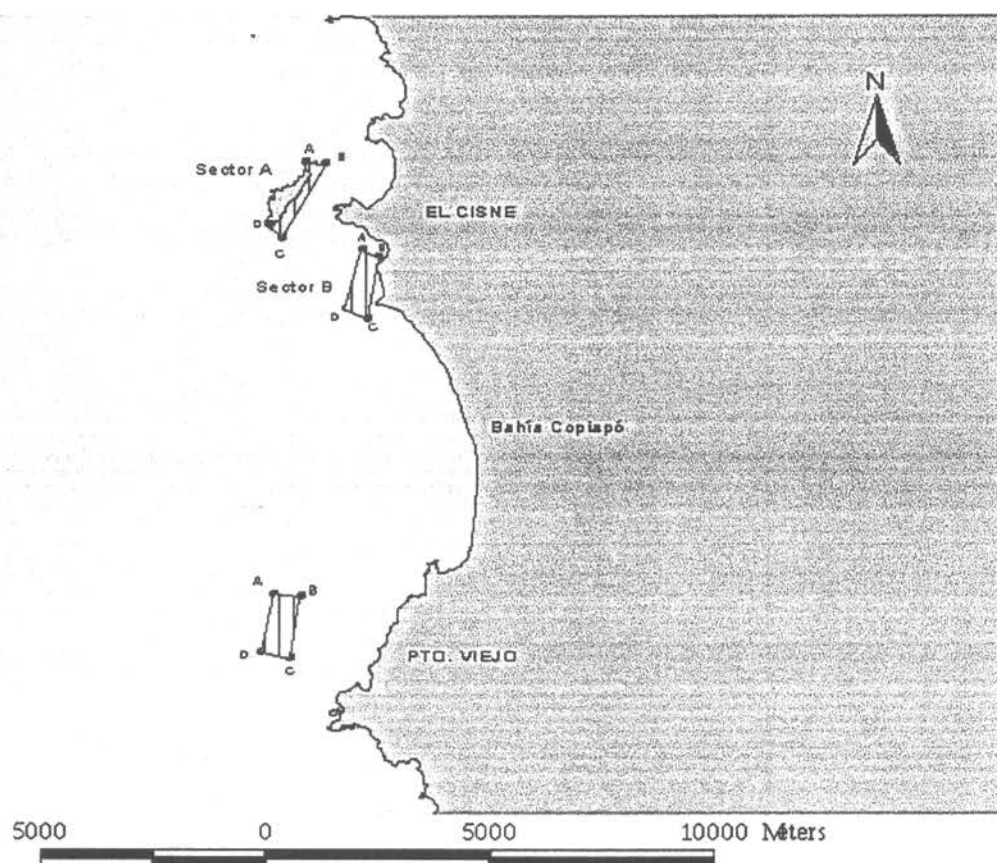 N
A
Sector A
D
C
EL CISNE
A
Sector B
D
C
Bahía Copiapó
A
B
D
C
PTO. VIEJO
5000 0 5000 10000 Meters